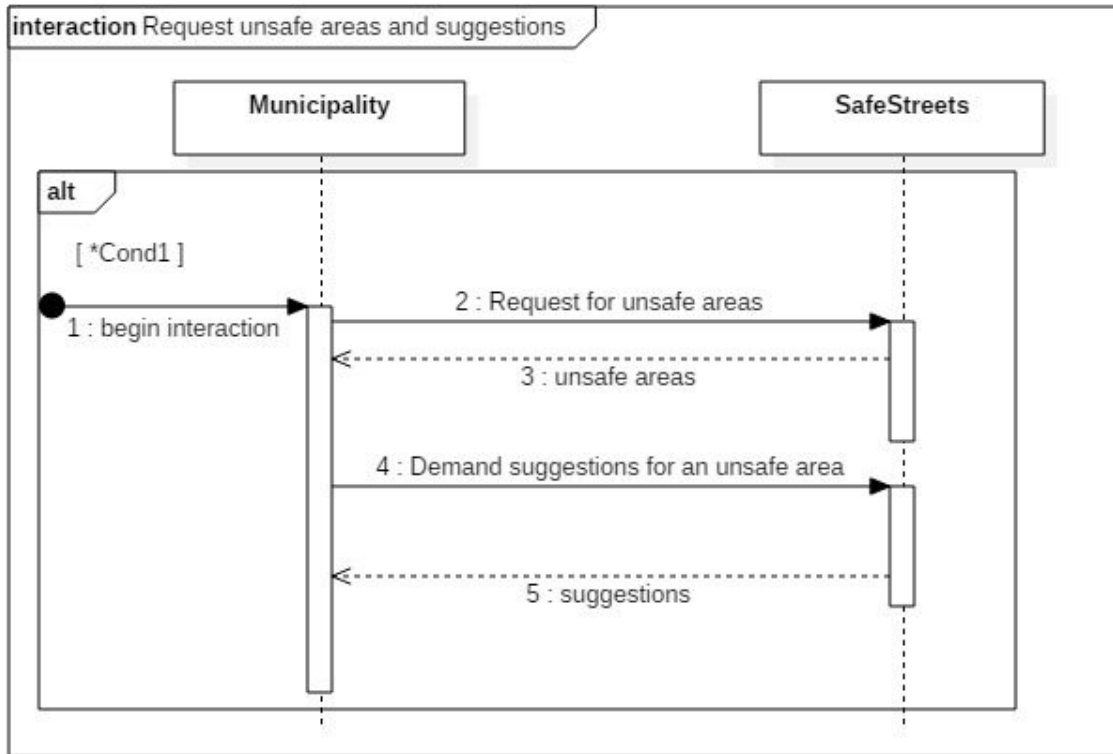 interaction Request unsafe areas and suggestions
Municipality
SafeStreets
alt
[ *Cond1 ]
1 : begin interaction
2 : Request for unsafe areas
3 : unsafe areas
4 : Demand suggestions for an unsafe area
5 : suggestions